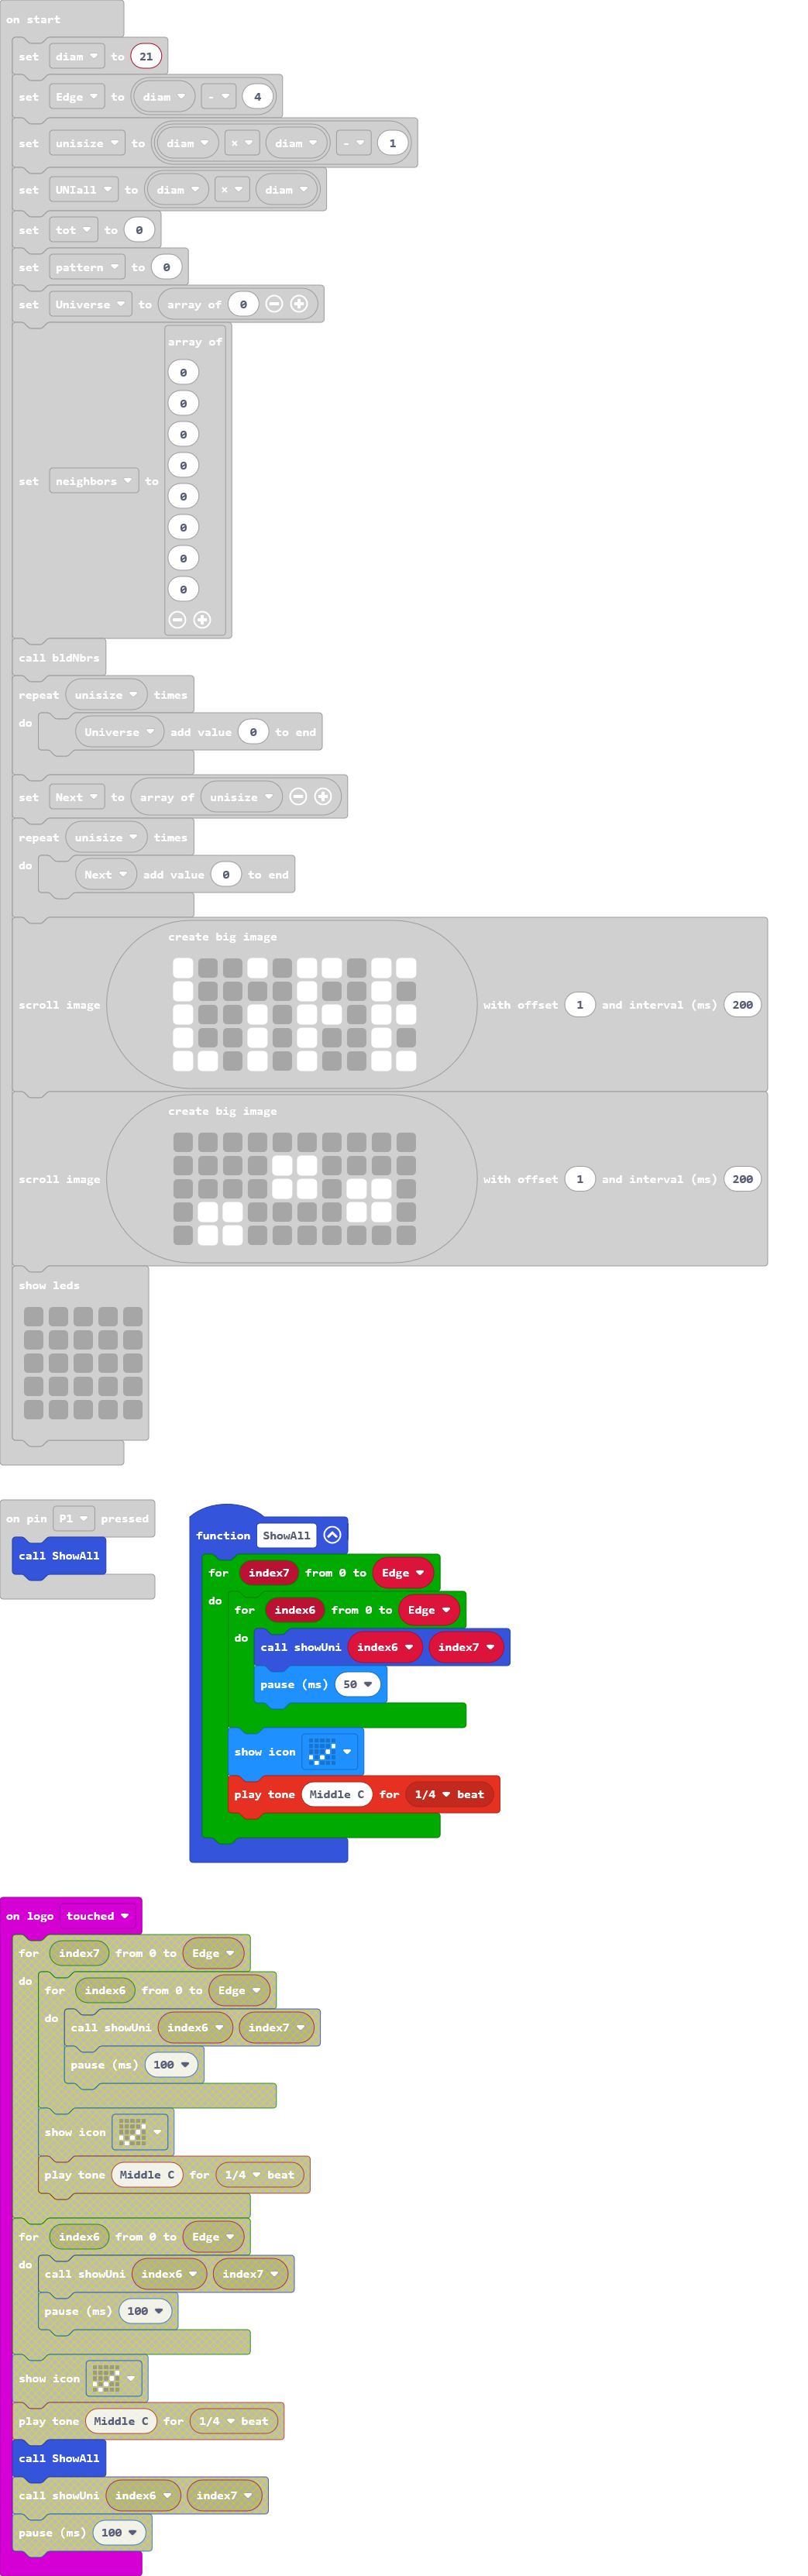 on start
set diam to 21
set Edge to diam - 4
set unisize to diam × diam - 1
set UNIall to diam × diam
set tot to 0
set pattern to 0
set Universe to array of 0
array of
0
0
0
0
set neighbors to
0
0
0
0
call bldNbrs
repeat unisize times
do
Universe add value 0 to end
set Next to array of unisize
repeat unisize times
do
Next add value 0 to end
create big image
scroll image with offset 1 and interval (ms) 200
create big image
scroll image with offset 1 and interval (ms) 200
show leds
on pin P1 pressed
call ShowAll
function ShowAll
for index7 from 0 to Edge
do
for index6 from 0 to Edge
do
call showUni index6 index7
pause (ms) 50
show icon
play tone Middle C for 1/4 beat
on logo touched
for index7 from 0 to Edge
do
for index6 from 0 to Edge
do
call showUni index6 index7
pause (ms) 100
show icon
play tone Middle C for 1/4 beat
for index6 from 0 to Edge
do
call showUni index6 index7
pause (ms) 100
show icon
play tone Middle C for 1/4 beat
call ShowAll
call showUni index6 index7
pause (ms) 100